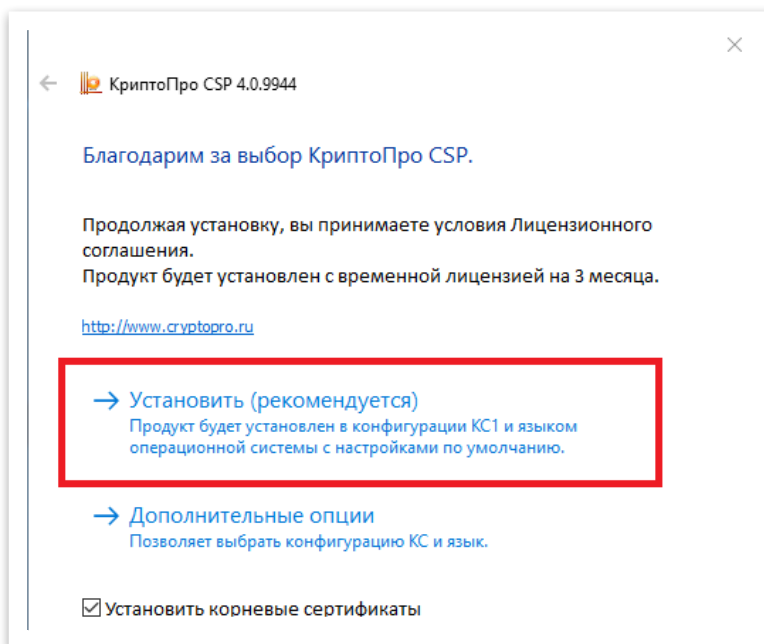 КриптоПро CSP 4.0.9944
Благодарим за выбор КриптоПро CSP.
Продолжая установку, вы принимаете условия Лицензионного
соглашения.
Продукт будет установлен с временной лицензией на 3 месяца.
http://www.cryptopro.ru
Установить (рекомендуется)
Продукт будет установлен в конфигурации КС1 и языком
операционной системы с настройками по умолчанию.
Дополнительные опции
Позволяет выбрать конфигурацию КС и язык.
Установить корневые сертификаты